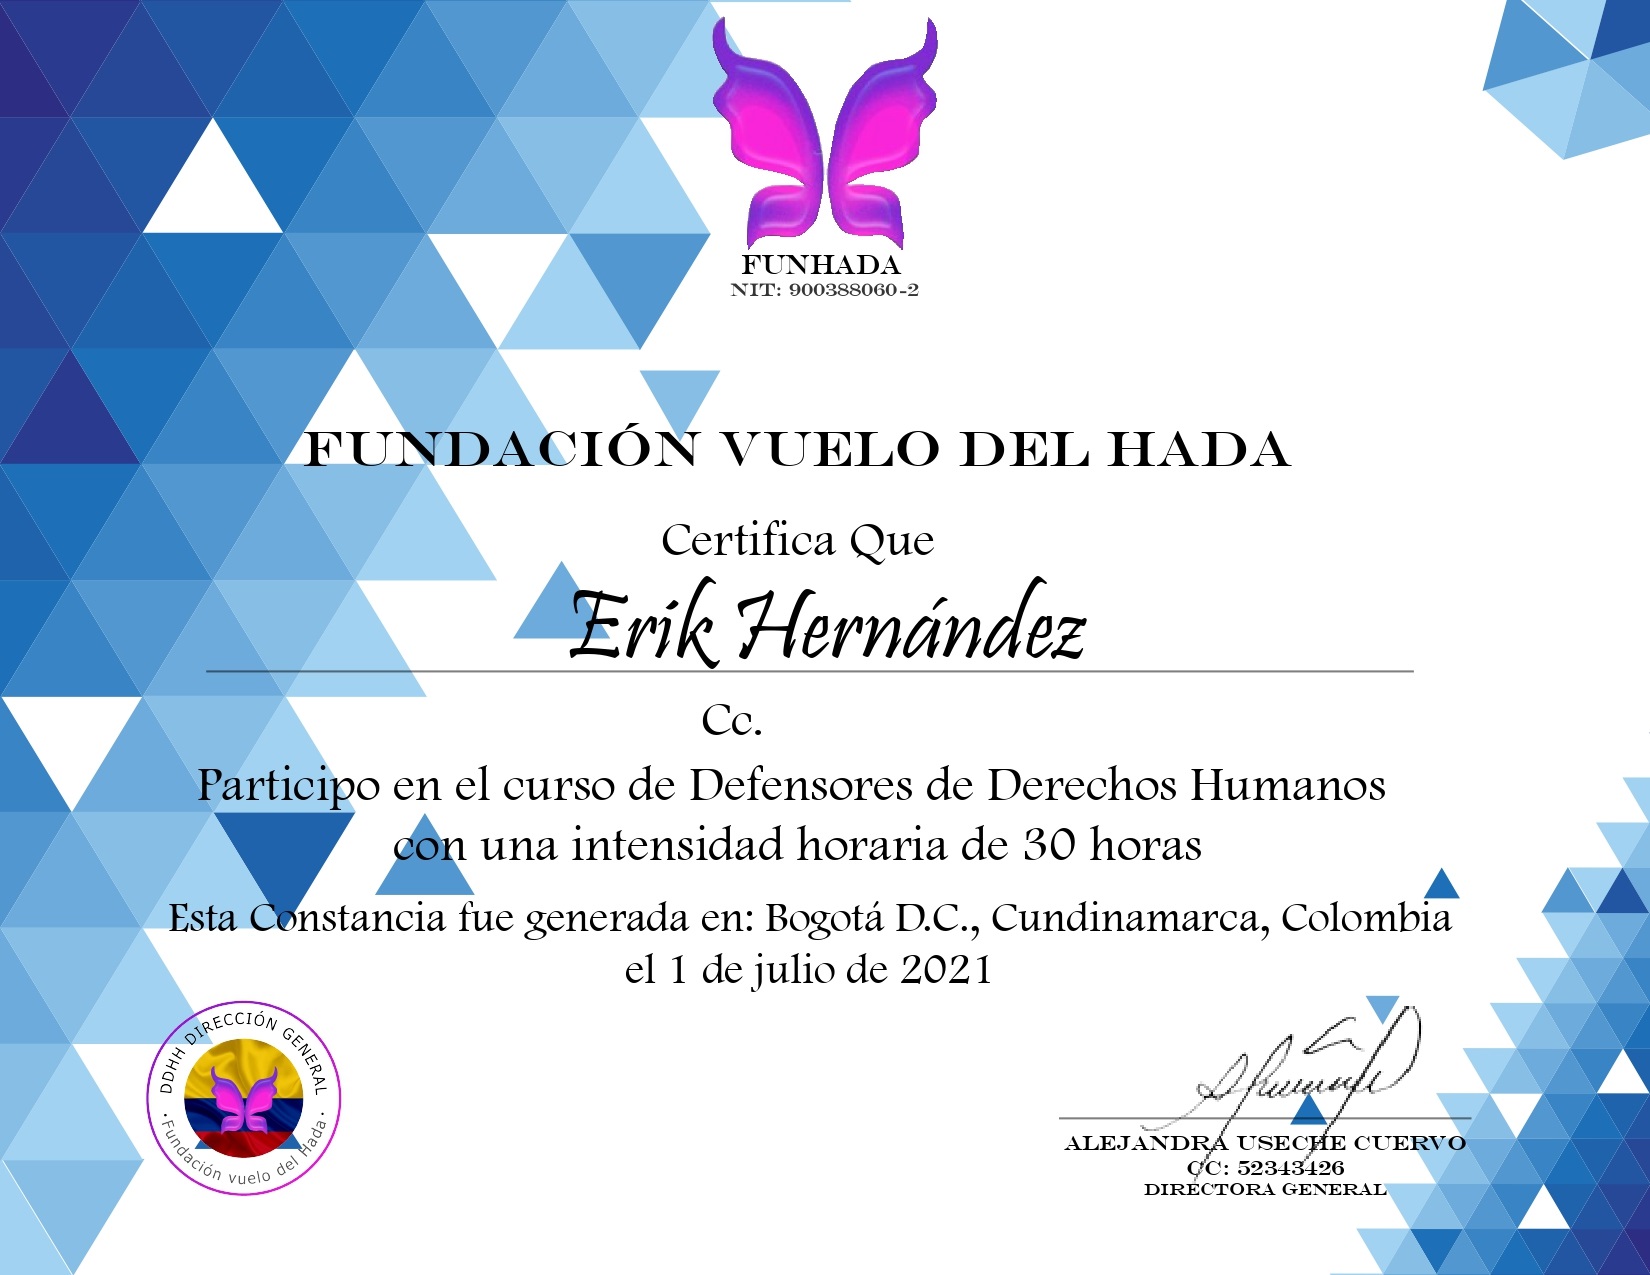 FUNHADA
NIT: 900388060-2
FUNDACIÓN VUELO DEL HADA
Certifica Que
Erik Hernández
Cc.
Participo en el curso de Defensores de Derechos Humanos
con una intensidad horaria de 30 horas
Esta Constancia fue generada en: Bogotá D.C., Cundinamarca, Colombia
el 1 de julio de 2021
DDHH DIRECCIÓN GENERAL
· Fundación vuelo del Hada ·
ALEJANDRA USECHE CUERVO
CC: 52343426
DIRECTORA GENERAL